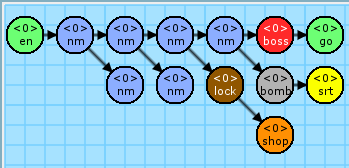 <0> <0> <0> <0> <0> <0> <0>
en nm nm nm nm boss go
<0> <0> <0> <0> <0>
nm nm lock bomb srt
<0>
shop